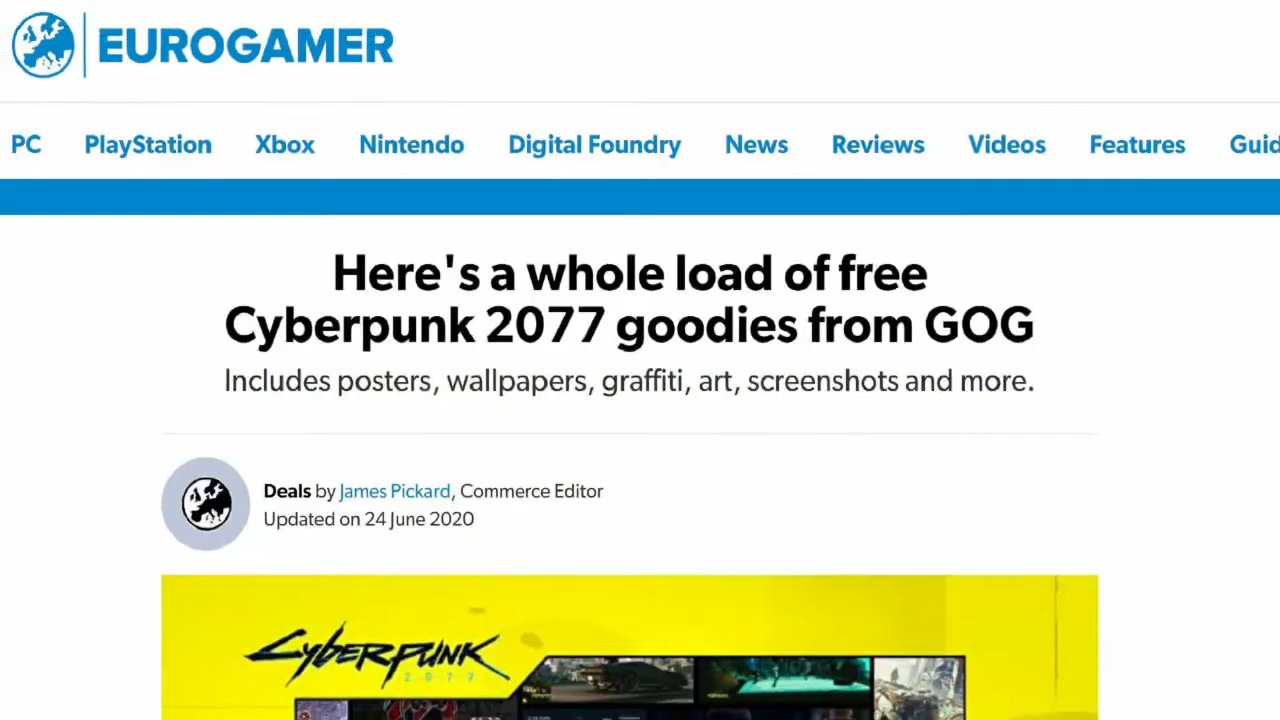 EUROGAMER
PC PlayStation Xbox Nintendo Digital Foundry News Reviews Videos Features Guid
Here's a whole load of free
Cyberpunk 2077 goodies from GOG
Includes posters, wallpapers, graffiti, art, screenshots and more.
Deals by James Pickard, Commerce Editor
Updated on 24 June 2020
CYBERPUNK
2077